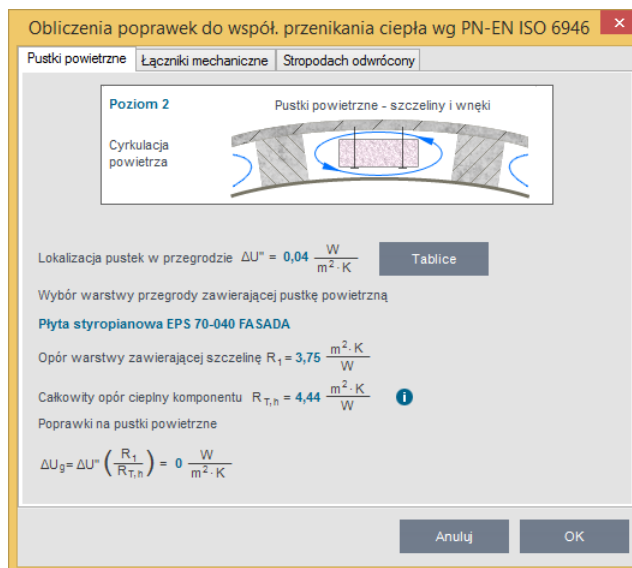 Obliczenia poprawek do współ. przenikania ciepła wg PN-EN ISO 6946
Pustki powietrzne Łączniki mechaniczne Stropodach odwrócony
Poziom 2 Pustki powietrzne - szczeliny i wnęki
Cyrkulacja
powietrza
Lokalizacja pustek w przegrodzie ΔU" = 0,04 W/m²·K Tablice
Wybór warstwy przegrody zawierającej pustkę powietrzną
Płyta styropianowa EPS 70-040 FASADA
Opór warstwy zawierającej szczelinę R₁ = 3,75 m²·K/W
Całkowity opór cieplny komponentu R_T,h = 4,44 m²·K/W i
Poprawki na pustki powietrzne
ΔUg = ΔU" (R₁/R_T,h) = 0 W/m²·K
Anuluj OK